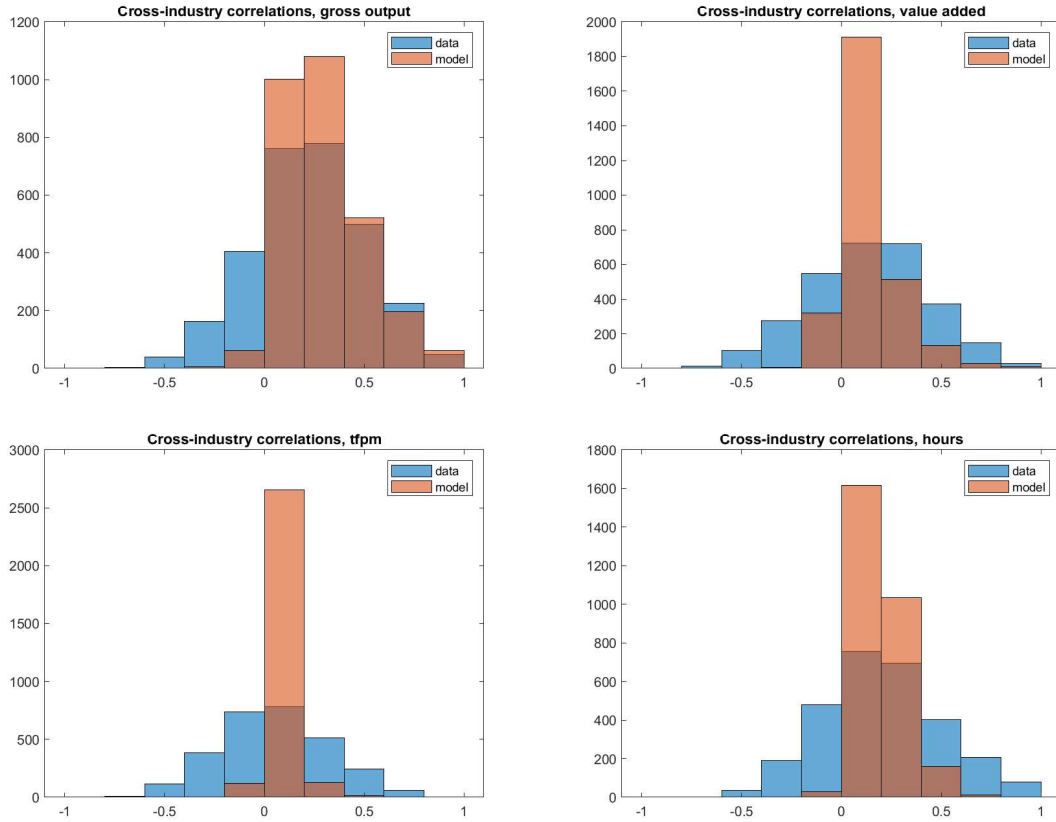 Cross-industry correlations, gross output
1200
1000
800
600
400
200
0
-1 -0.5 0 0.5 1
data
model
Cross-industry correlations, value added
2000
1800
1600
1400
1200
1000
800
600
400
200
0
-1 -0.5 0 0.5 1
data
model
Cross-industry correlations, tfpm
3000
2500
2000
1500
1000
500
0
-1 -0.5 0 0.5 1
data
model
Cross-industry correlations, hours
1800
1600
1400
1200
1000
800
600
400
200
0
-1 -0.5 0 0.5 1
data
model